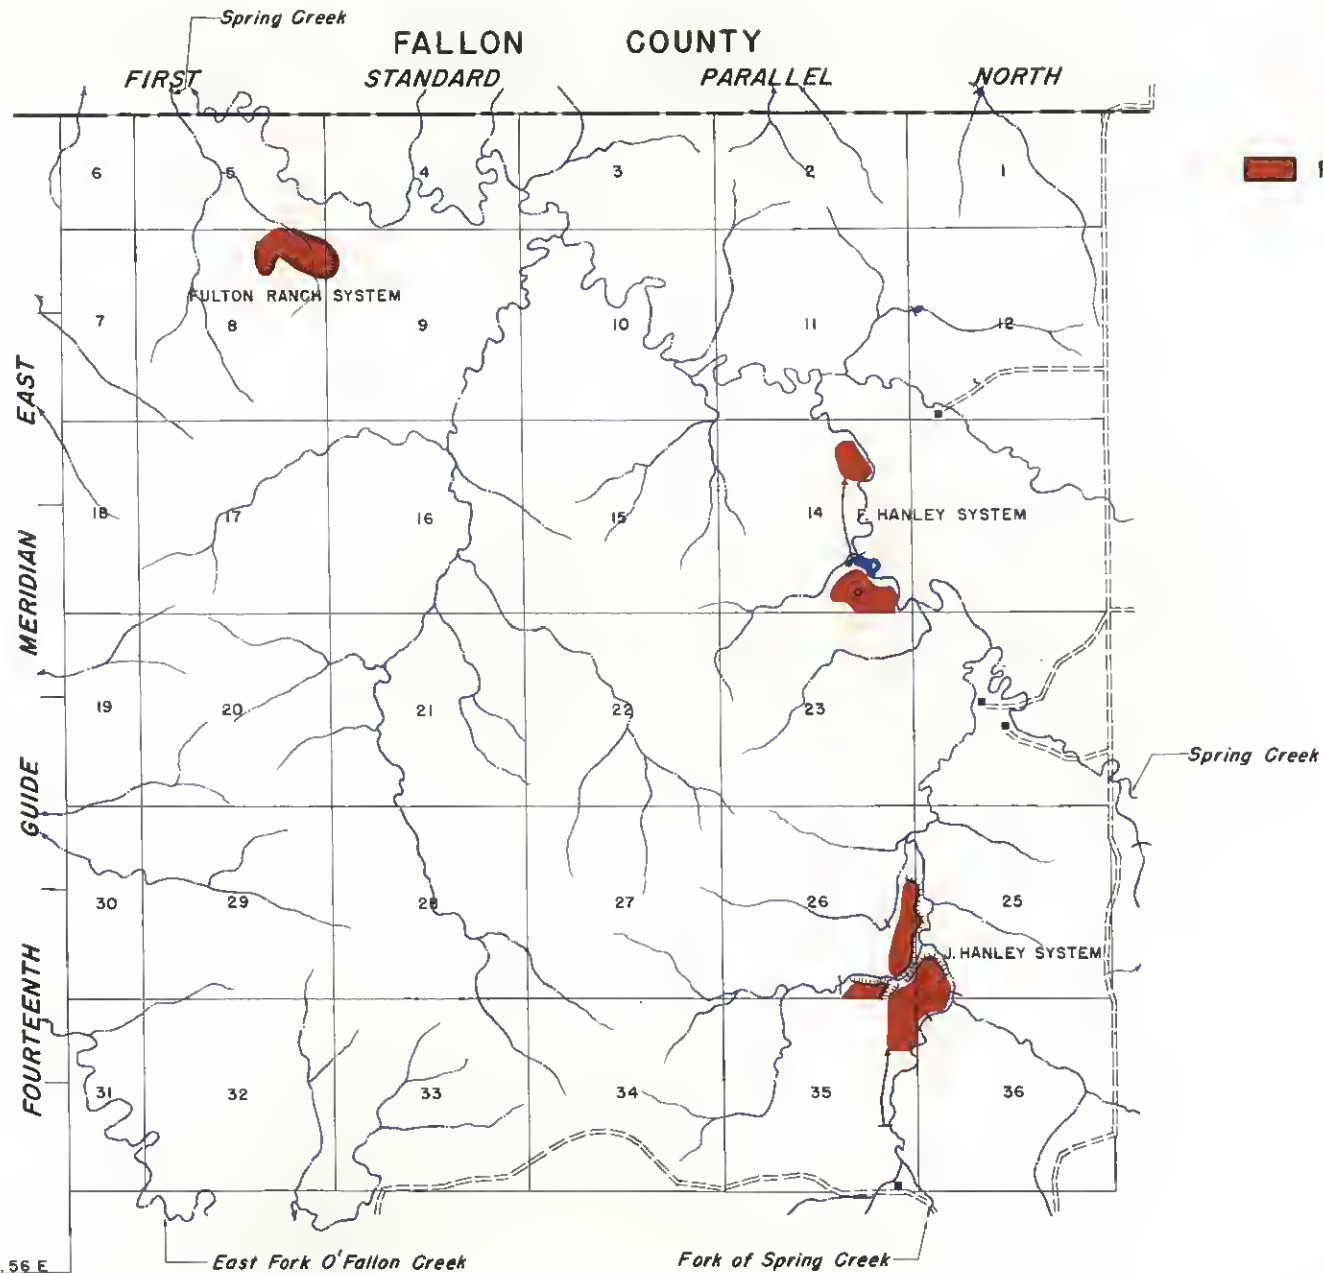 Spring Creek
FALLON COUNTY
FIRST STANDARD PARALLEL NORTH
6 5 4 3 2 1
FULTON RANCH SYSTEM
7 8 9 10 11 12
18 17 16 15 14
F. HANLEY SYSTEM
19 20 21 22 23
Spring Creek
30 29 28 27 26 25
J. HANLEY SYSTEM
31 32 33 34 35 36
FOURTEENTH GUIDE MERIDIAN EAST
East Fork O'Fallon Creek
Fork of Spring Creek
56 E